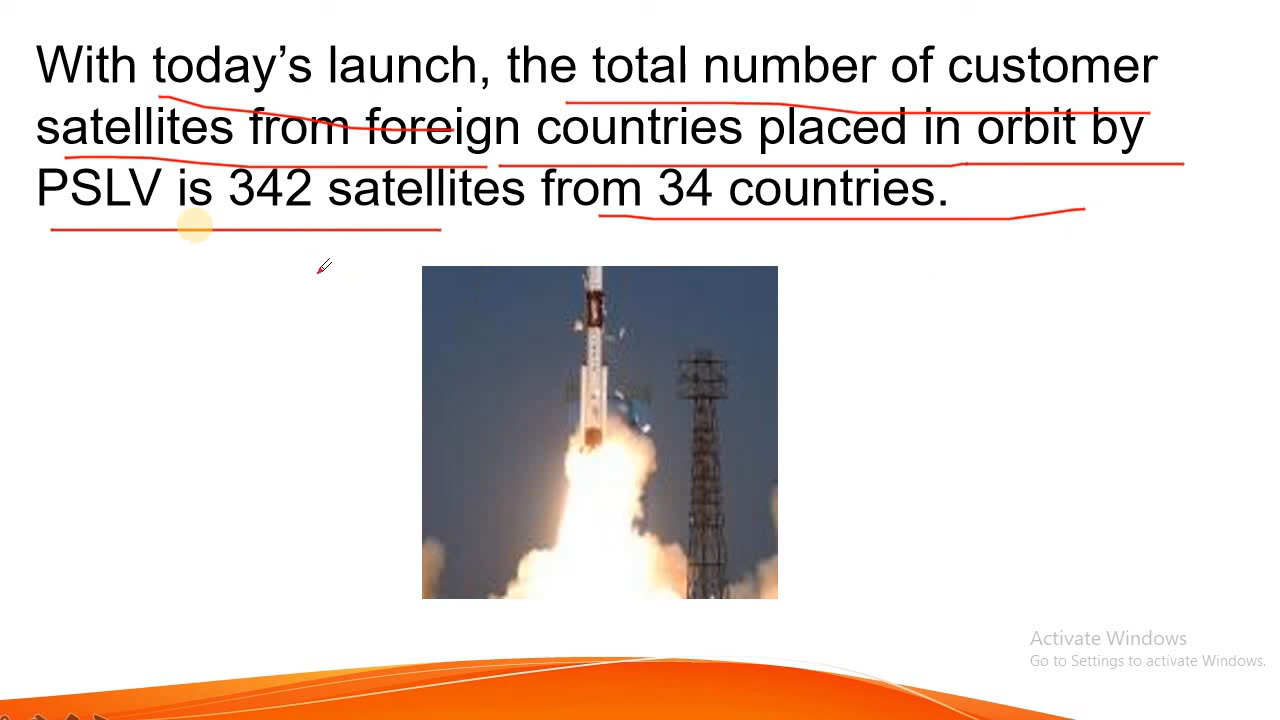 With today’s launch, the total number of customer
satellites from foreign countries placed in orbit by
PSLV is 342 satellites from 34 countries.
Activate Windows
Go to Settings to activate Windows.